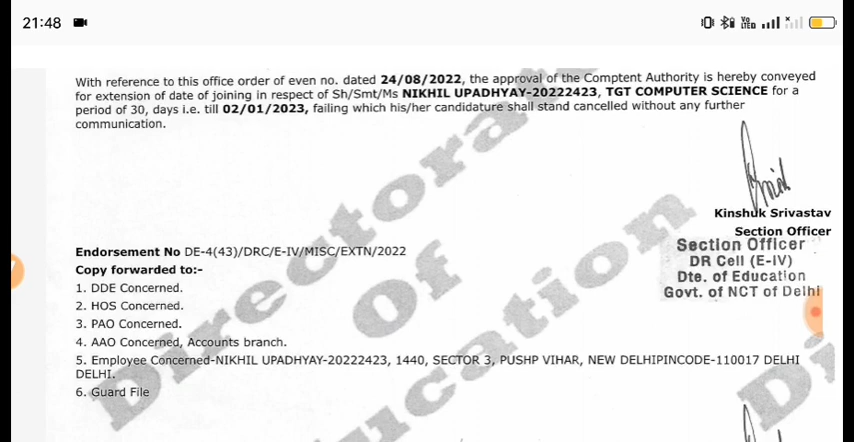 21:48
VO
LTED
With reference to this office order of even no. dated 24/08/2022, the approval of the Comptent Authority is hereby conveyed
for extension of date of joining in respect of Sh/Smt/Ms NIKHIL UPADHYAY-20222423, TGT COMPUTER SCIENCE for a
period of 30, days i.e. till 02/01/2023, failing which his/her candidature shall stand cancelled without any further
communication.
Kinshuk Srivastav
Section Officer
Section Officer
DR Cell (E-IV)
Dte. of Education
Govt. of NCT of Delhi
Endorsement No DE-4(43)/DRC/E-IV/MISC/EXTN/2022
Copy forwarded to:-
1. DDE Concerned.
2. HOS Concerned.
3. PAO Concerned.
4. AAO Concerned, Accounts branch.
5. Employee Concerned-NIKHIL UPADHYAY-20222423, 1440, SECTOR 3, PUSHP VIHAR, NEW DELHIPINCODE-110017 DELHI
DELHI.
6. Guard File
Directorate
Of
Education
Di